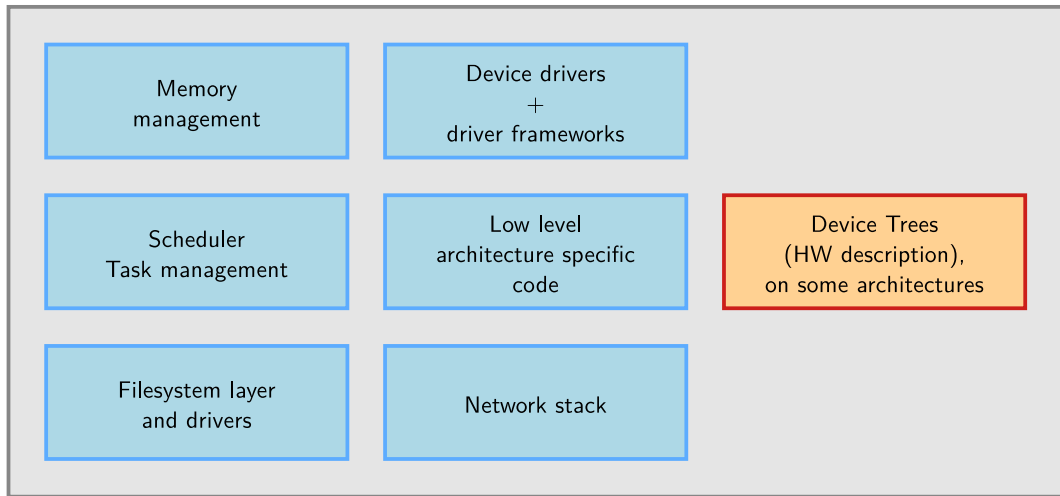 Memory
management
Device drivers
+
driver frameworks
Scheduler
Task management
Low level
architecture specific
code
Device Trees
(HW description),
on some architectures
Filesystem layer
and drivers
Network stack